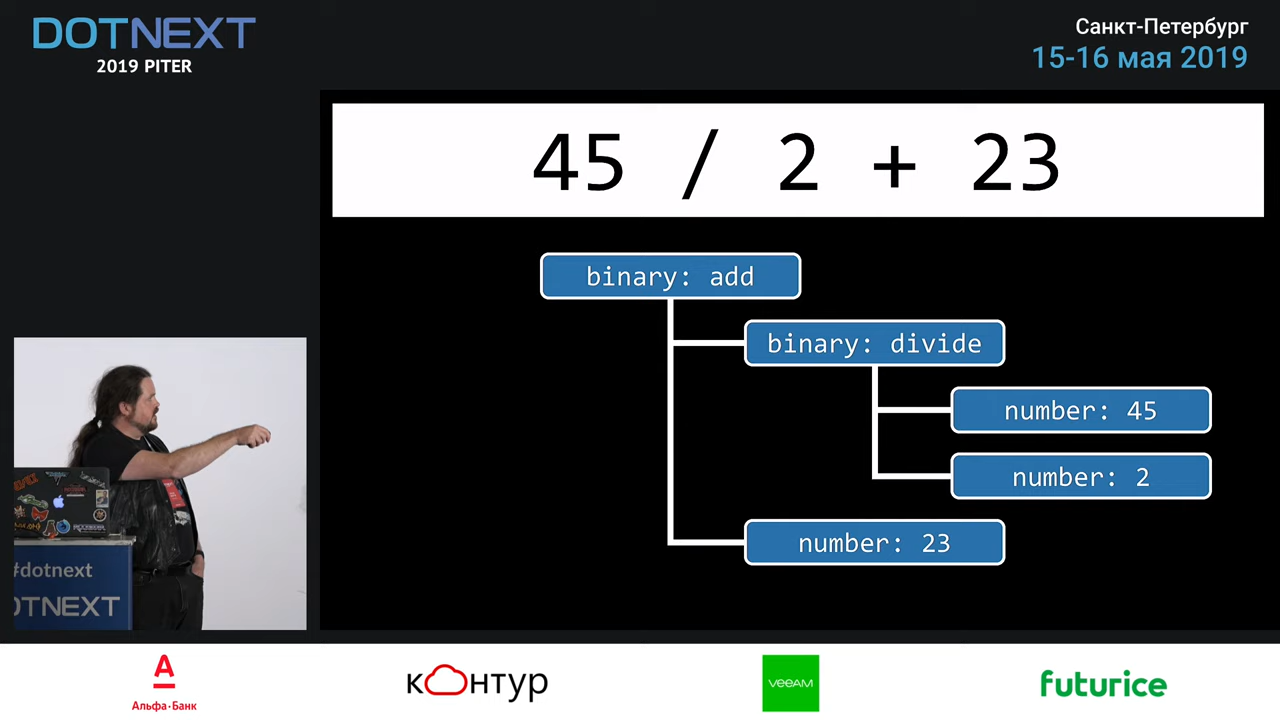 DOTNEXT
2019 PITER
Санкт-Петербург
15-16 мая 2019
45 / 2 + 23
binary: add
binary: divide
number: 45
number: 2
number: 23
#dotnext
OTNEXT
А
Альфа·Банк
кОнтур
veeAM
futurice